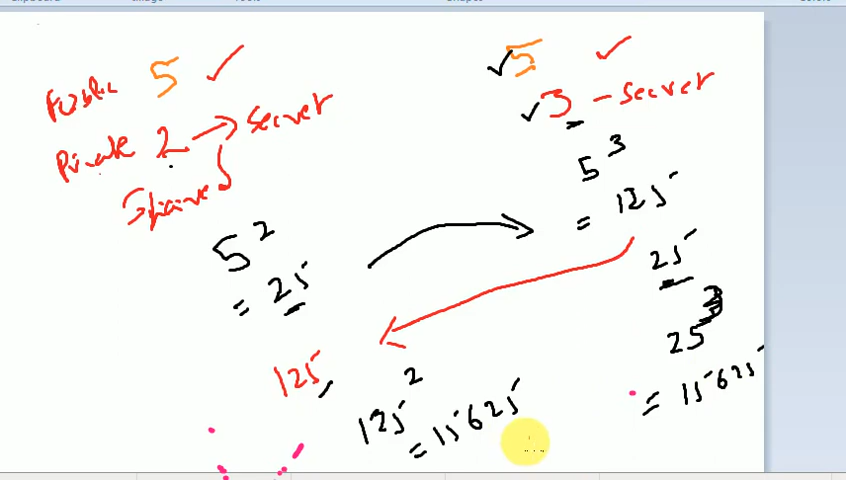 Public 5
Private 2 → Secret
Shared
5²
= 25
125,
125²
= 15625
5
3 - secret
5³
= 125
25
25³
= 15625